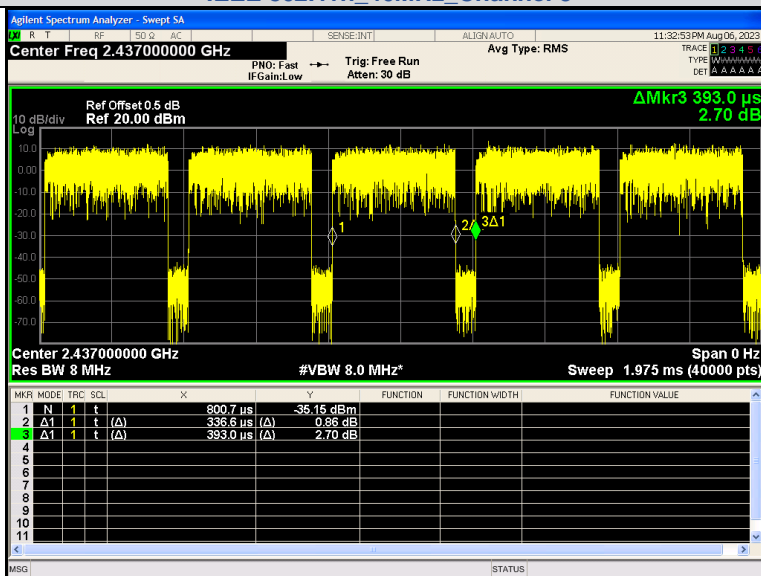 Agilent Spectrum Analyzer - Swept SA
LXI R T RF 50 Ω AC SENSE:INT ALIGN AUTO 11:32:53 PM Aug 06, 2023
Center Freq 2.437000000 GHz Avg Type: RMS TRACE 1 2 3 4 5 6
PNO: Fast Trig: Free Run TYPE
IFGain:Low Atten: 30 dB DET A A A A A
ΔMkr3 393.0 µs
2.70 dB
Ref Offset 0.5 dB
10 dB/div Ref 20.00 dBm
Log
10.0
0.00
-10.0
-20.0
1 2Δ 3Δ1
-30.0
-40.0
-50.0
-60.0
-70.0
Center 2.437000000 GHz Span 0 Hz
Res BW 8 MHz #VBW 8.0 MHz* Sweep 1.975 ms (40000 pts)
MKR MODE TRC SCL X Y FUNCTION FUNCTION WIDTH FUNCTION VALUE
1 N 1 t 800.7 µs -35.15 dBm
2 Δ1 1 t (Δ) 336.6 µs (Δ) 0.86 dB
3 Δ1 1 t (Δ) 393.0 µs (Δ) 2.70 dB
4
5
6
7
8
9
10
11
MSG STATUS